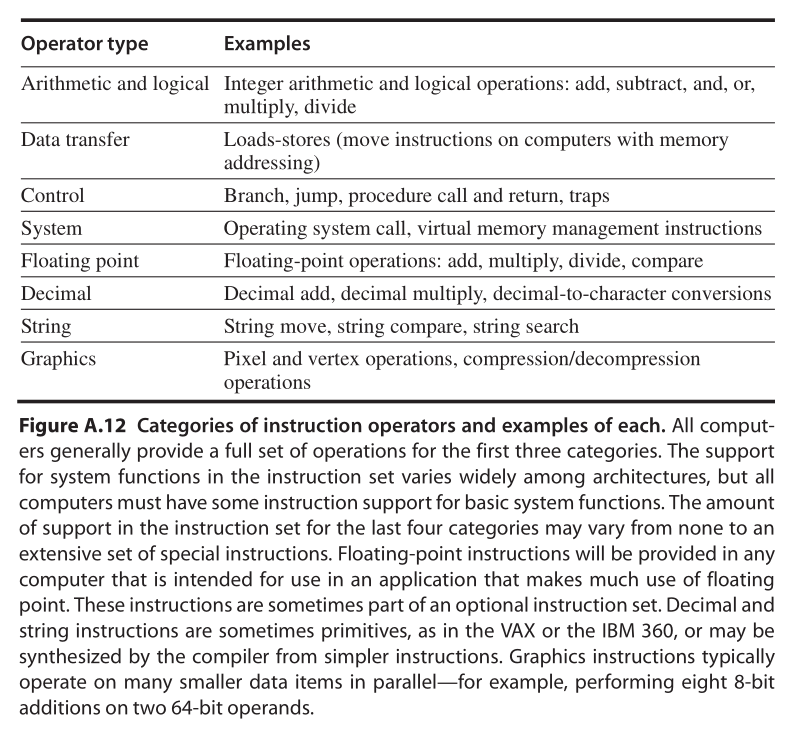 Operator type Examples
Arithmetic and logical Integer arithmetic and logical operations: add, subtract, and, or,
multiply, divide
Data transfer Loads-stores (move instructions on computers with memory
addressing)
Control Branch, jump, procedure call and return, traps
System Operating system call, virtual memory management instructions
Floating point Floating-point operations: add, multiply, divide, compare
Decimal Decimal add, decimal multiply, decimal-to-character conversions
String String move, string compare, string search
Graphics Pixel and vertex operations, compression/decompression
operations
Figure A.12 Categories of instruction operators and examples of each. All comput-
ers generally provide a full set of operations for the first three categories. The support
for system functions in the instruction set varies widely among architectures, but all
computers must have some instruction support for basic system functions. The amount
of support in the instruction set for the last four categories may vary from none to an
extensive set of special instructions. Floating-point instructions will be provided in any
computer that is intended for use in an application that makes much use of floating
point. These instructions are sometimes part of an optional instruction set. Decimal and
string instructions are sometimes primitives, as in the VAX or the IBM 360, or may be
synthesized by the compiler from simpler instructions. Graphics instructions typically
operate on many smaller data items in parallel—for example, performing eight 8-bit
additions on two 64-bit operands.